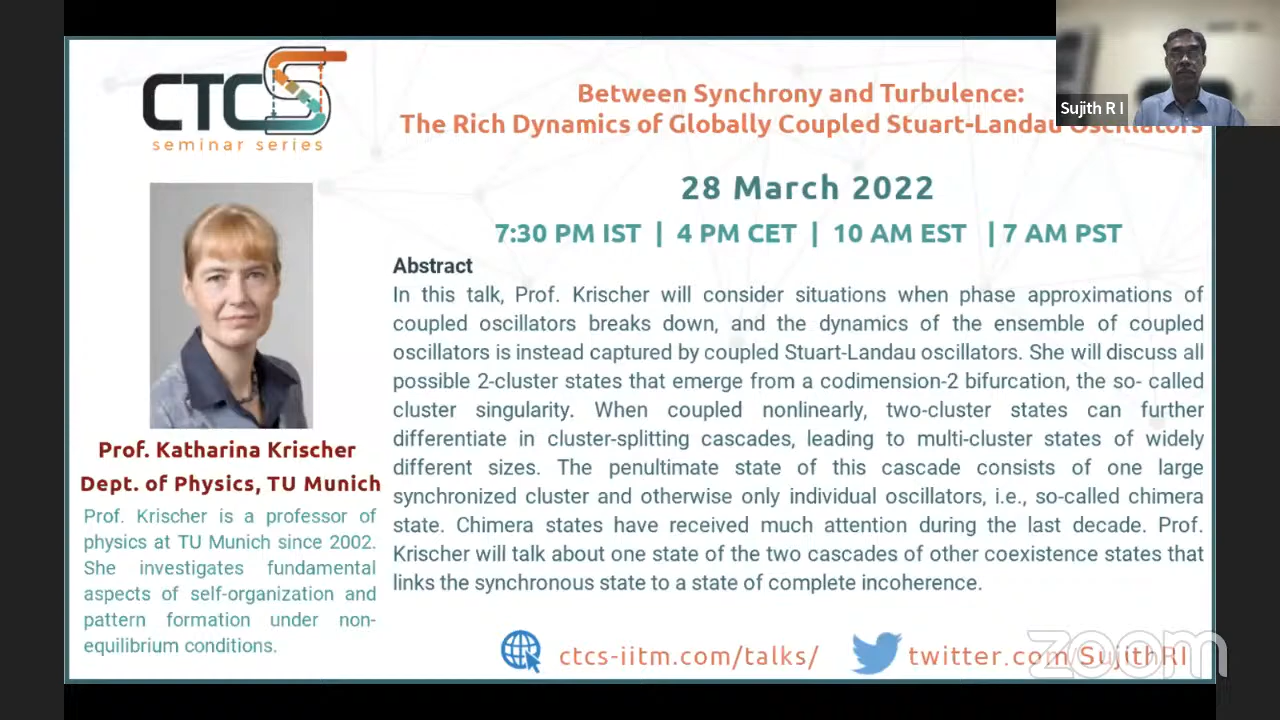 CTCS
seminar series
Between Synchrony and Turbulence:
The Rich Dynamics of Globally Coupled Stuart-Landau Oscillators
Sujith R I
28 March 2022
7:30 PM IST | 4 PM CET | 10 AM EST | 7 AM PST
Abstract
In this talk, Prof. Krischer will consider situations when phase approximations of
coupled oscillators breaks down, and the dynamics of the ensemble of coupled
oscillators is instead captured by coupled Stuart-Landau oscillators. She will discuss all
possible 2-cluster states that emerge from a codimension-2 bifurcation, the so- called
cluster singularity. When coupled nonlinearly, two-cluster states can further
differentiate in cluster-splitting cascades, leading to multi-cluster states of widely
different sizes. The penultimate state of this cascade consists of one large
synchronized cluster and otherwise only individual oscillators, i.e., so-called chimera
state. Chimera states have received much attention during the last decade. Prof.
Krischer will talk about one state of the two cascades of other coexistence states that
links the synchronous state to a state of complete incoherence.
Prof. Katharina Krischer
Dept. of Physics, TU Munich
Prof. Krischer is a professor of
physics at TU Munich since 2002.
She investigates fundamental
aspects of self-organization and
pattern formation under non-
equilibrium conditions.
ctcs-iitm.com/talks/
twitter.com/SujithRI
zoom